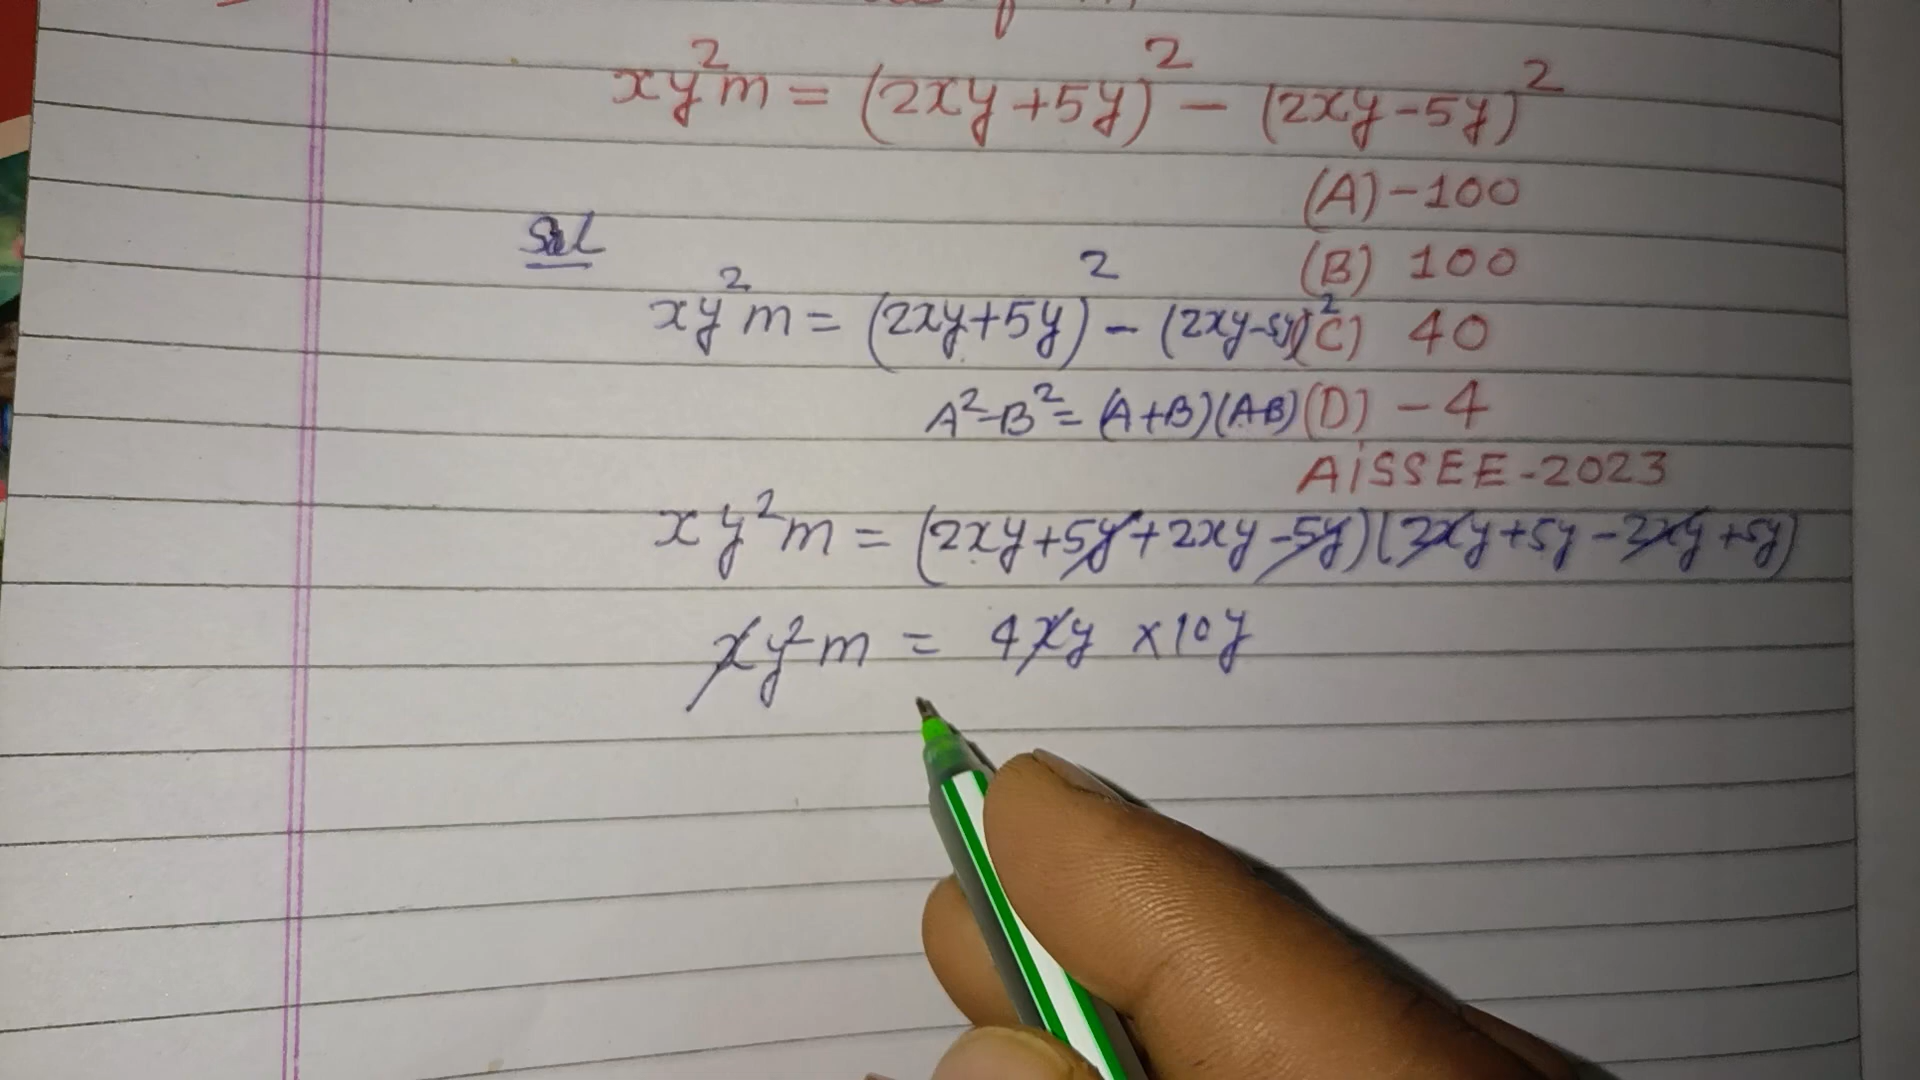 xy²m = (2xy+5y)² - (2xy-5y)²
(A) -100
Sol
(B) 100
xy²m = (2xy+5y)² - (2xy-5y)²
(C) 40
A²-B² = (A+B)(A-B)
(D) -4
AiSSEE-2023
xy²m = (2xy+5y+2xy-5y)(2xy+5y-2xy+5y)
xy²m = 4xy ×10y